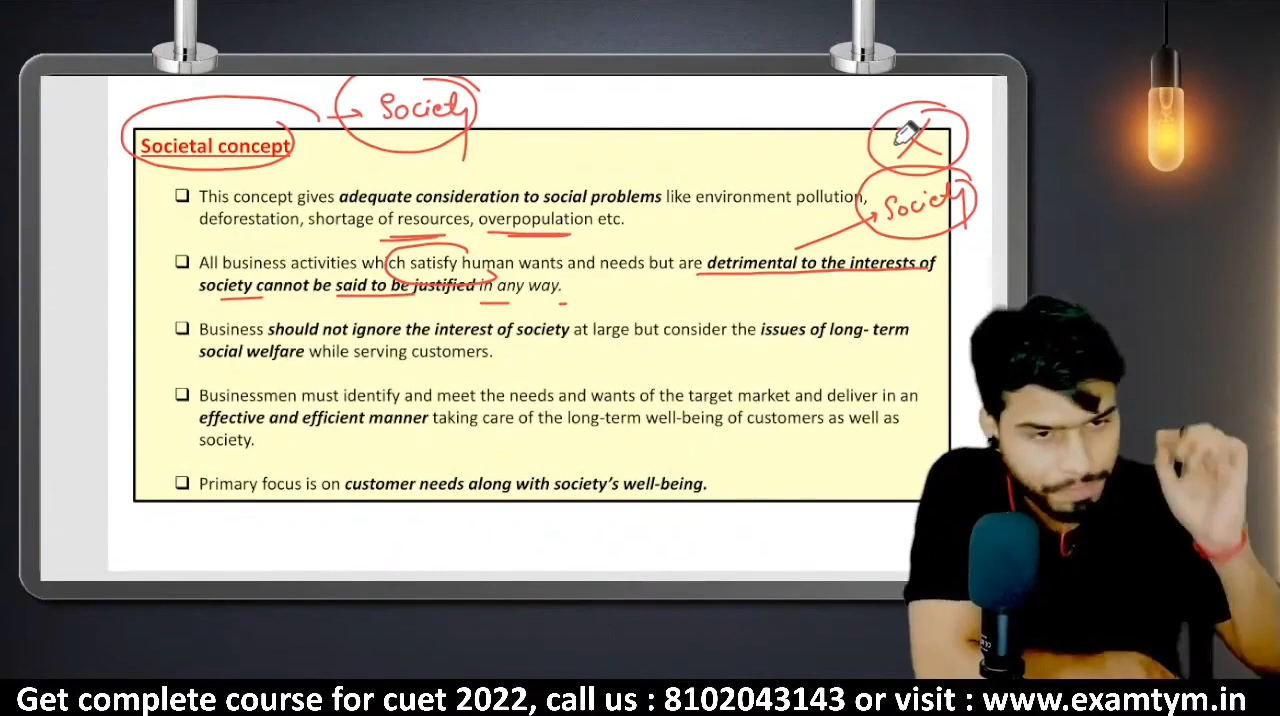 Society
Societal concept
This concept gives adequate consideration to social problems like environment pollution,
deforestation, shortage of resources, overpopulation etc.
Society
All business activities which satisfy human wants and needs but are detrimental to the interests of
society cannot be said to be justified in any way.
Business should not ignore the interest of society at large but consider the issues of long- term
social welfare while serving customers.
Businessmen must identify and meet the needs and wants of the target market and deliver in an
effective and efficient manner taking care of the long-term well-being of customers as well as
society.
Primary focus is on customer needs along with society’s well-being.
Get complete course for cuet 2022, call us : 8102043143 or visit : www.examtym.in